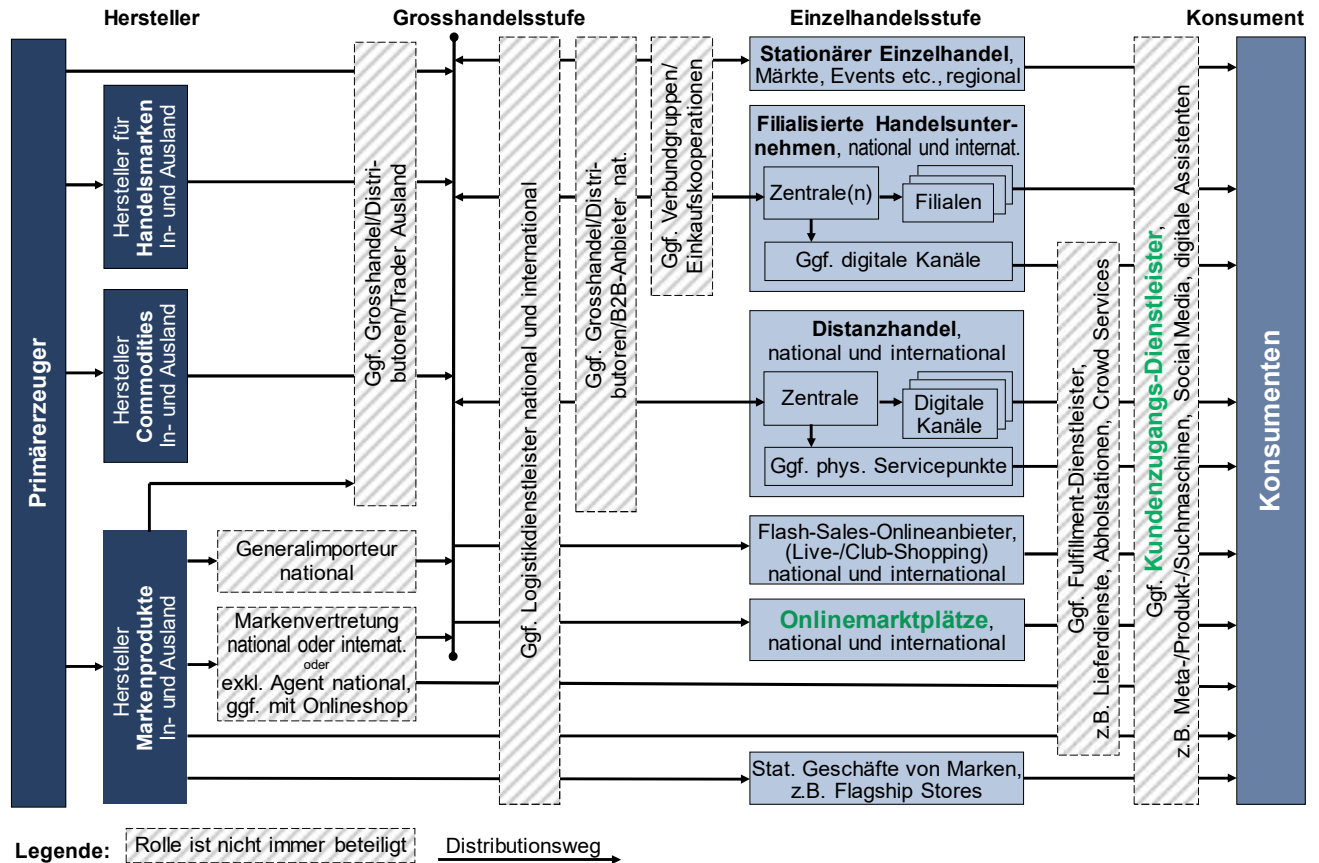 Hersteller
Grosshandelsstufe
Einzelhandelsstufe
Konsument
Primärerzeuger
Hersteller für
Handelsmarken
In- und Ausland
Hersteller
Commodities
In- und Ausland
Hersteller
Markenprodukte
In- und Ausland
Ggf. Grosshandel/Distri-
butoren/Trader Ausland
Generalimporteur
national
Markenvertretung
national oder internat.
oder
exkl. Agent national,
ggf. mit Onlineshop
Ggf. Logistikdienstleister national und international
Ggf. Grosshandel/Distri-
butoren/B2B-Anbieter nat.
Ggf. Verbundgruppen/
Einkaufskooperationen
Stationärer Einzelhandel,
Märkte, Events etc., regional
Filialisierte Handelsunter-
nehmen, national und internat.
Zentrale(n)
Filialen
Ggf. digitale Kanäle
Distanzhandel,
national und international
Zentrale
Digitale
Kanäle
Ggf. phys. Servicepunkte
Flash-Sales-Onlineanbieter,
(Live-/Club-Shopping)
national und international
Onlinemarktplätze,
national und international
Stat. Geschäfte von Marken,
z.B. Flagship Stores
Ggf. Fulfillment-Dienstleister,
z.B. Lieferdienste, Abholstationen, Crowd Services
Ggf. Kundenzugangs-Dienstleister,
z.B. Meta-/Produkt-/Suchmaschinen, Social Media, digitale Assistenten
Konsumenten
Legende:
Rolle ist nicht immer beteiligt
Distributionsweg